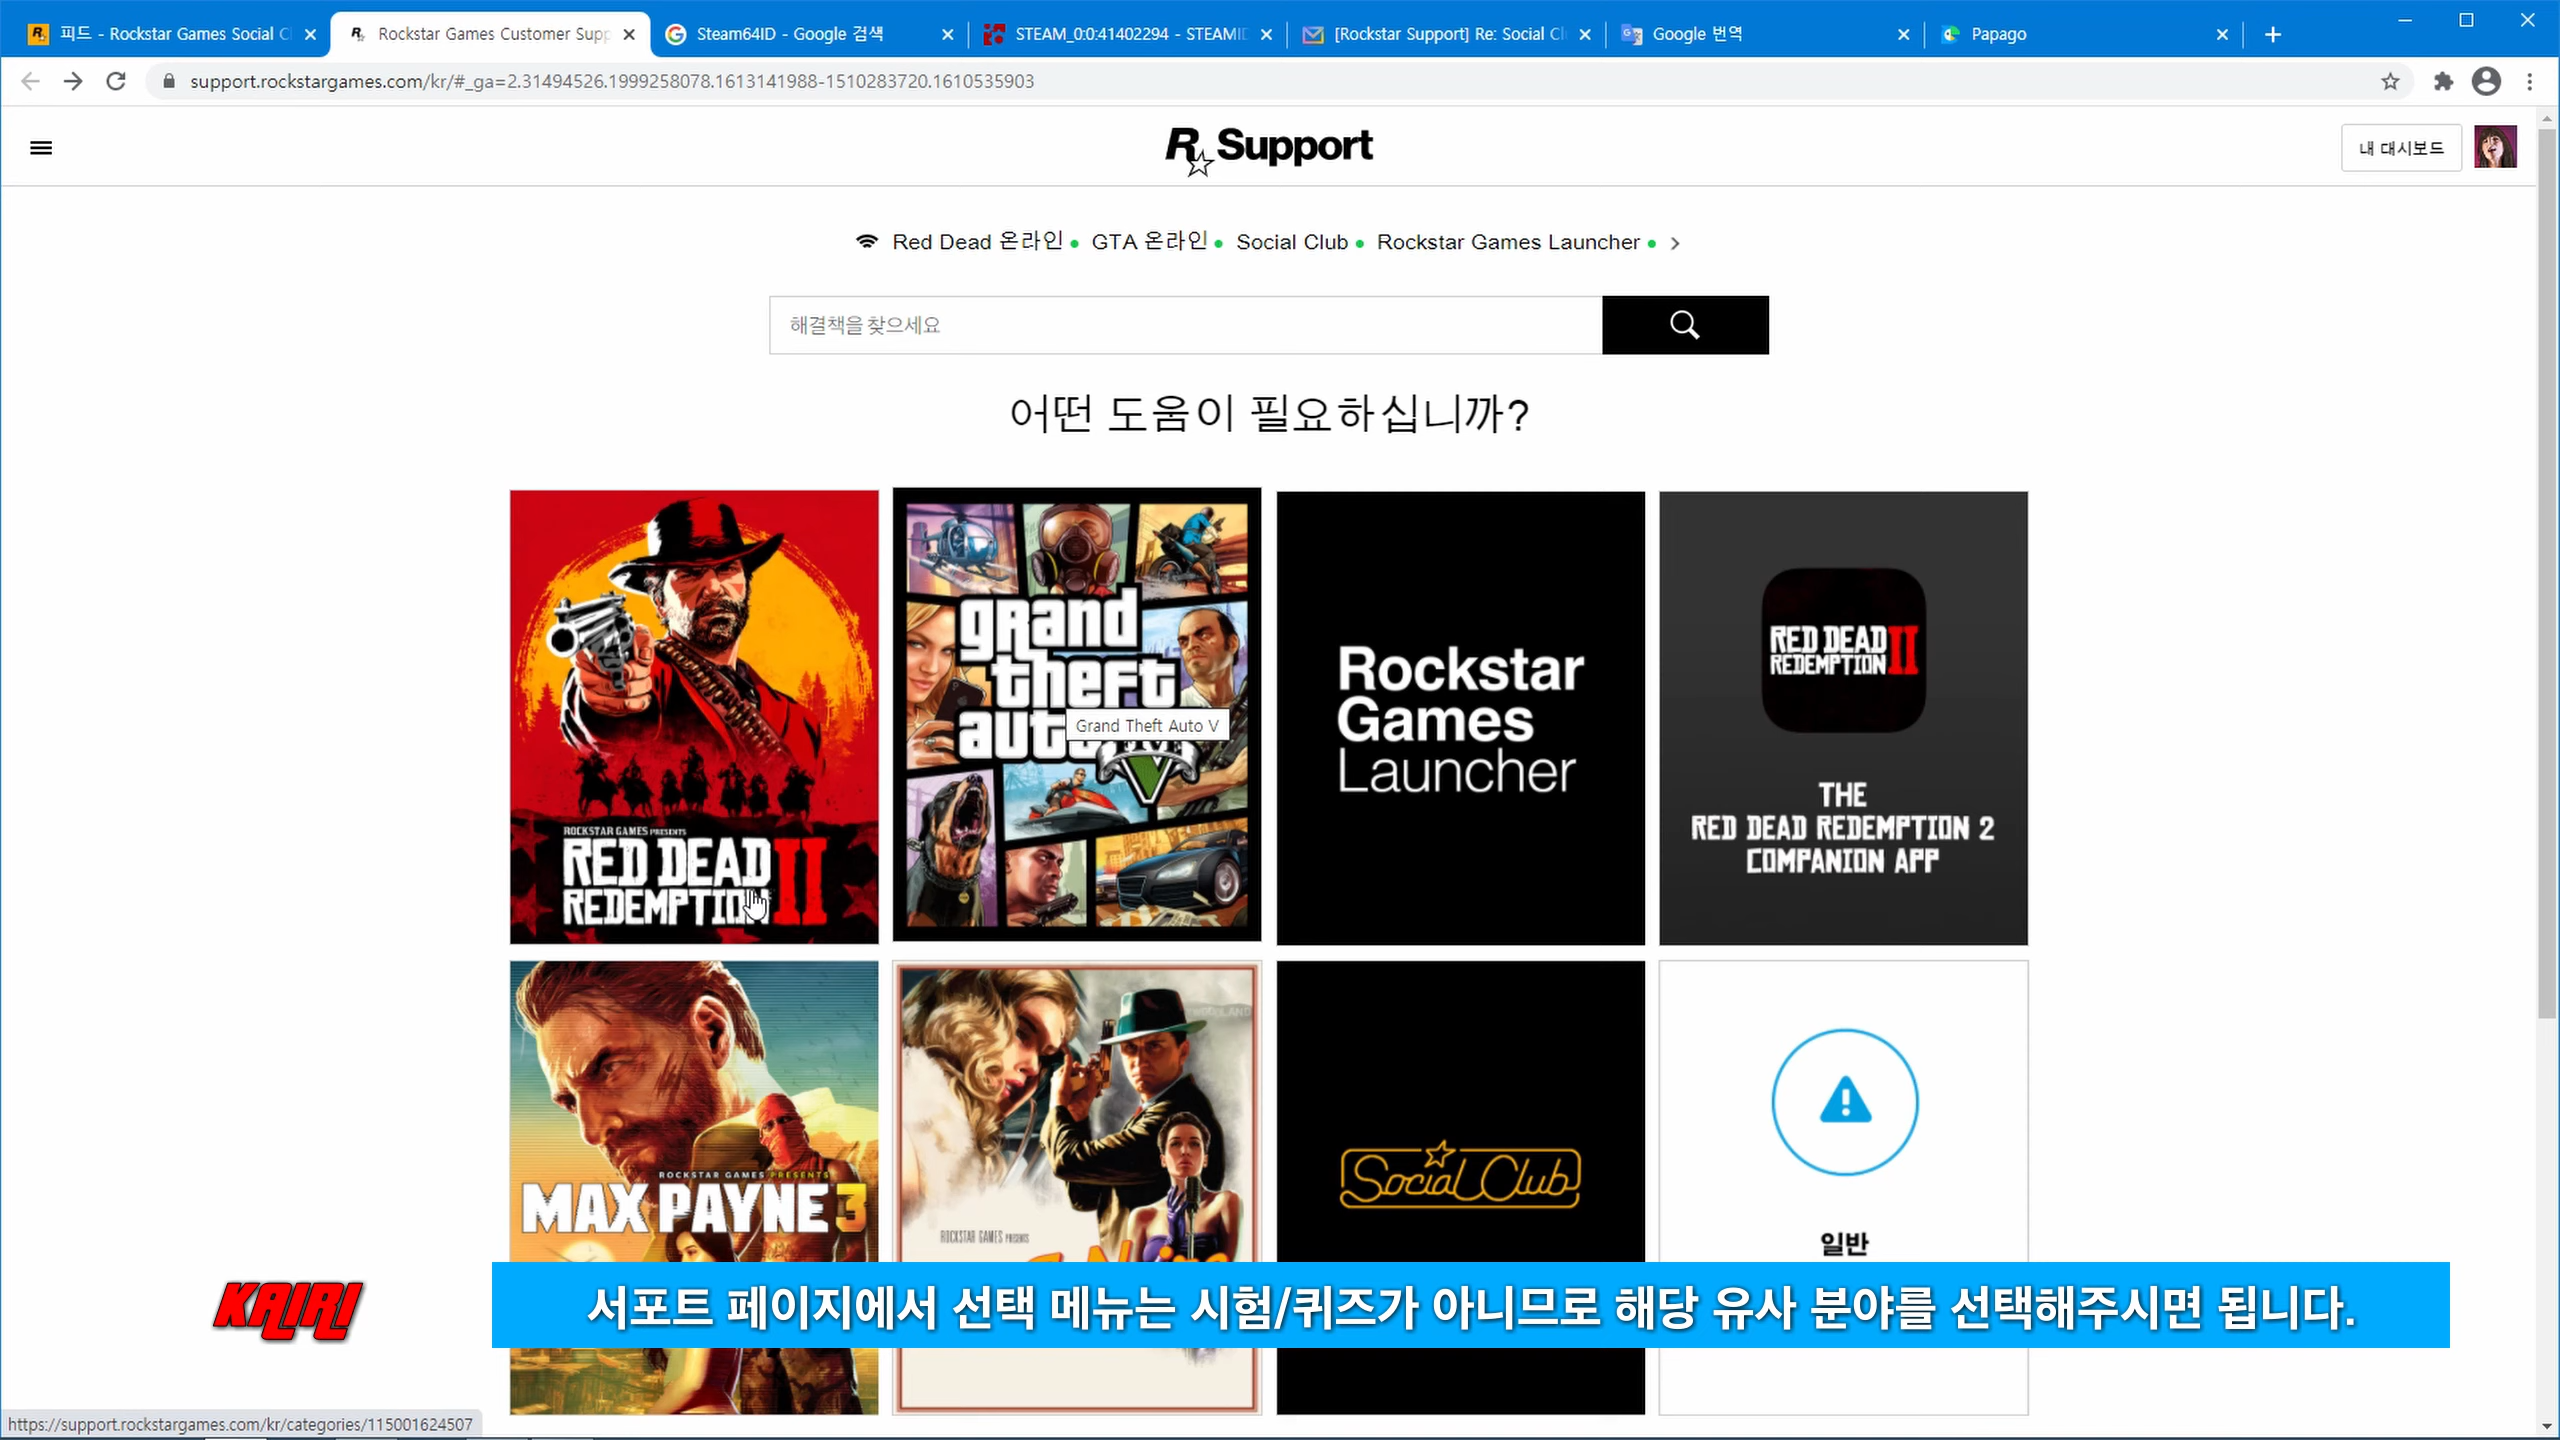 피드 - Rockstar Games Social C
Rockstar Games Customer Supp
Steam64ID - Google 검색
STEAM_0:0:41402294 - STEAMID
[Rockstar Support] Re: Social Cl
Google 번역
Papago
support.rockstargames.com/kr/#_ga=2.31494526.1999258078.1613141988-1510283720.1610535903
R Support
내 대시보드
Red Dead 온라인 GTA 온라인 Social Club Rockstar Games Launcher
해결책을 찾으세요
어떤 도움이 필요하십니까?
ROCKSTAR GAMES PRESENTS
RED DEAD
REDEMPTION II
grand
theft
auto
V
Grand Theft Auto V
Rockstar
Games
Launcher
RED DEAD
REDEMPTION II
THE
RED DEAD REDEMPTION 2
COMPANION APP
ROCKSTAR GAMES PRESENTS
MAX PAYNE 3
ROCKSTAR GAMES PRESENTS
Social Club
일반
KAIRI
서포트 페이지에서 선택 메뉴는 시험/퀴즈가 아니므로 해당 유사 분야를 선택해주시면 됩니다.
https://support.rockstargames.com/kr/categories/115001624507